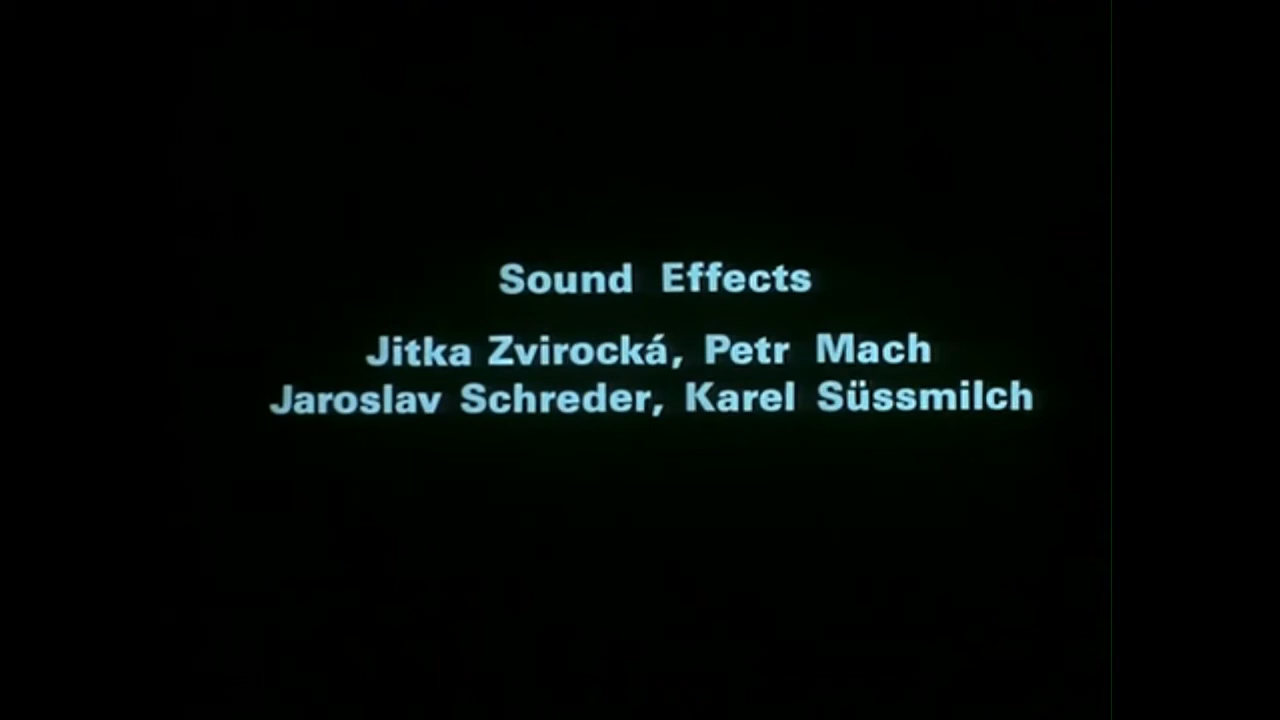 Sound Effects
Jitka Zvirocká, Petr Mach
Jaroslav Schreder, Karel Süssmilch